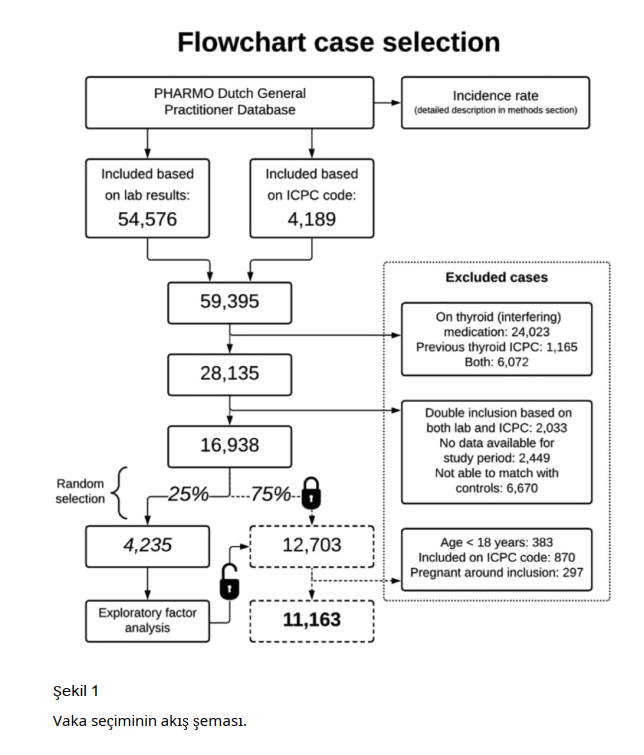 Flowchart case selection
PHARMO Dutch General
Practitioner Database
Incidence rate
(detailed description in methods section)
Included based
on lab results:
54,576
Included based
on ICPC code:
4,189
Excluded cases
59,395
On thyroid (interfering)
medication: 24,023
Previous thyroid ICPC: 1,165
Both: 6,072
28,135
Double inclusion based on
both lab and ICPC: 2,033
No data available for
study period: 2,449
Not able to match with
controls: 6,670
16,938
Random
selection
25%
75%
4,235
12,703
Age < 18 years: 383
Included on ICPC code: 870
Pregnant around inclusion: 297
Exploratory factor
analysis
11,163
Şekil 1
Vaka seçiminin akış şeması.